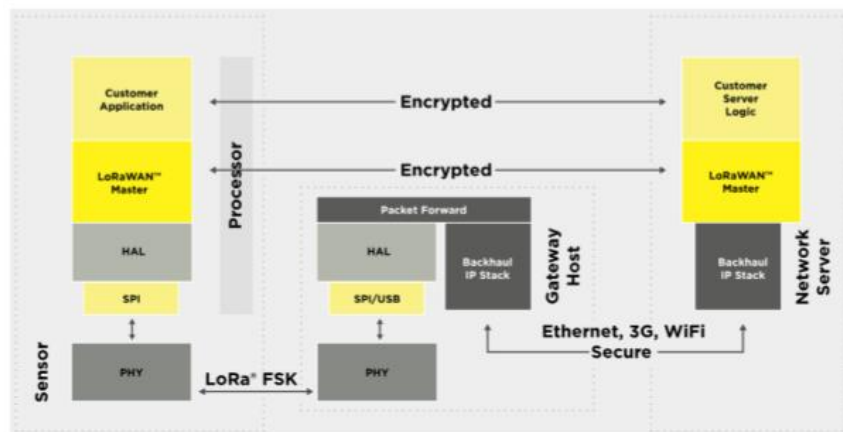 Customer
Application
LoRaWAN™
Master
HAL
SPI
PHY
Sensor
Processor
Encrypted
Encrypted
LoRa® FSK
Packet Forward
HAL
SPI/USB
PHY
Backhaul
IP Stack
Gateway
Host
Ethernet, 3G, WiFi
Secure
Customer
Server
Logic
LoRaWAN™
Master
Backhaul
IP Stack
Network
Server